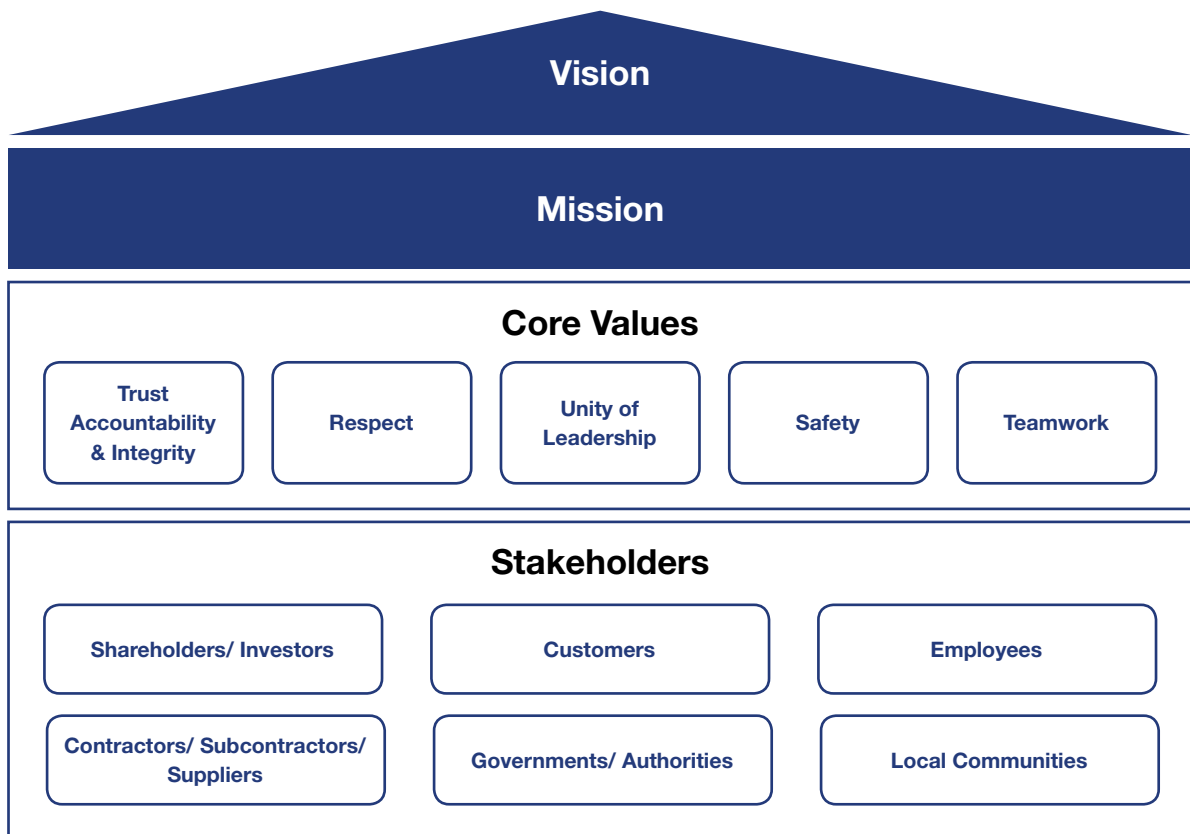 Vision
Mission
Core Values
Trust
Accountability
& Integrity
Respect
Unity of
Leadership
Safety
Teamwork
Stakeholders
Shareholders/ Investors
Customers
Employees
Contractors/ Subcontractors/
Suppliers
Governments/ Authorities
Local Communities